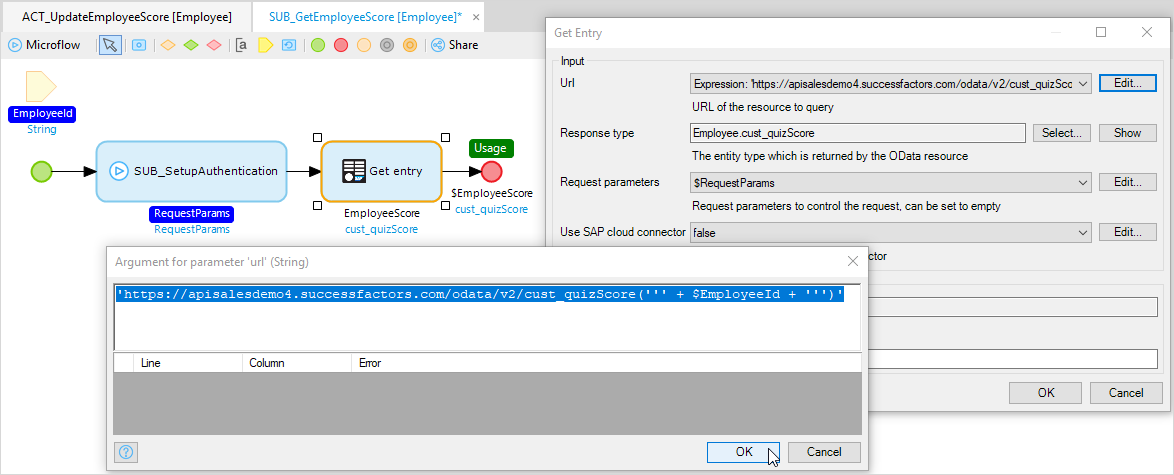 ACT_UpdateEmployeeScore [Employee]
SUB_GetEmployeeScore [Employee]*
Microflow
Share
EmployeeId
String
SUB_SetupAuthentication
RequestParams
RequestParams
Get entry
EmployeeScore
cust_quizScore
Usage
$EmployeeScore
cust_quizScore
Get Entry
Input
Url
Expression: 'https://apisalesdemo4.successfactors.com/odata/v2/cust_quizSco
Edit...
URL of the resource to query
Response type
Employee.cust_quizScore
Select...
Show
The entity type which is returned by the OData resource
Request parameters
$RequestParams
Edit...
Request parameters to control the request, can be set to empty
Use SAP cloud connector
false
Edit...
ctor
OK
Cancel
Argument for parameter 'url' (String)
'https://apisalesdemo4.successfactors.com/odata/v2/cust_quizScore(''' + $EmployeeId + ''')'
Line
Column
Error
OK
Cancel